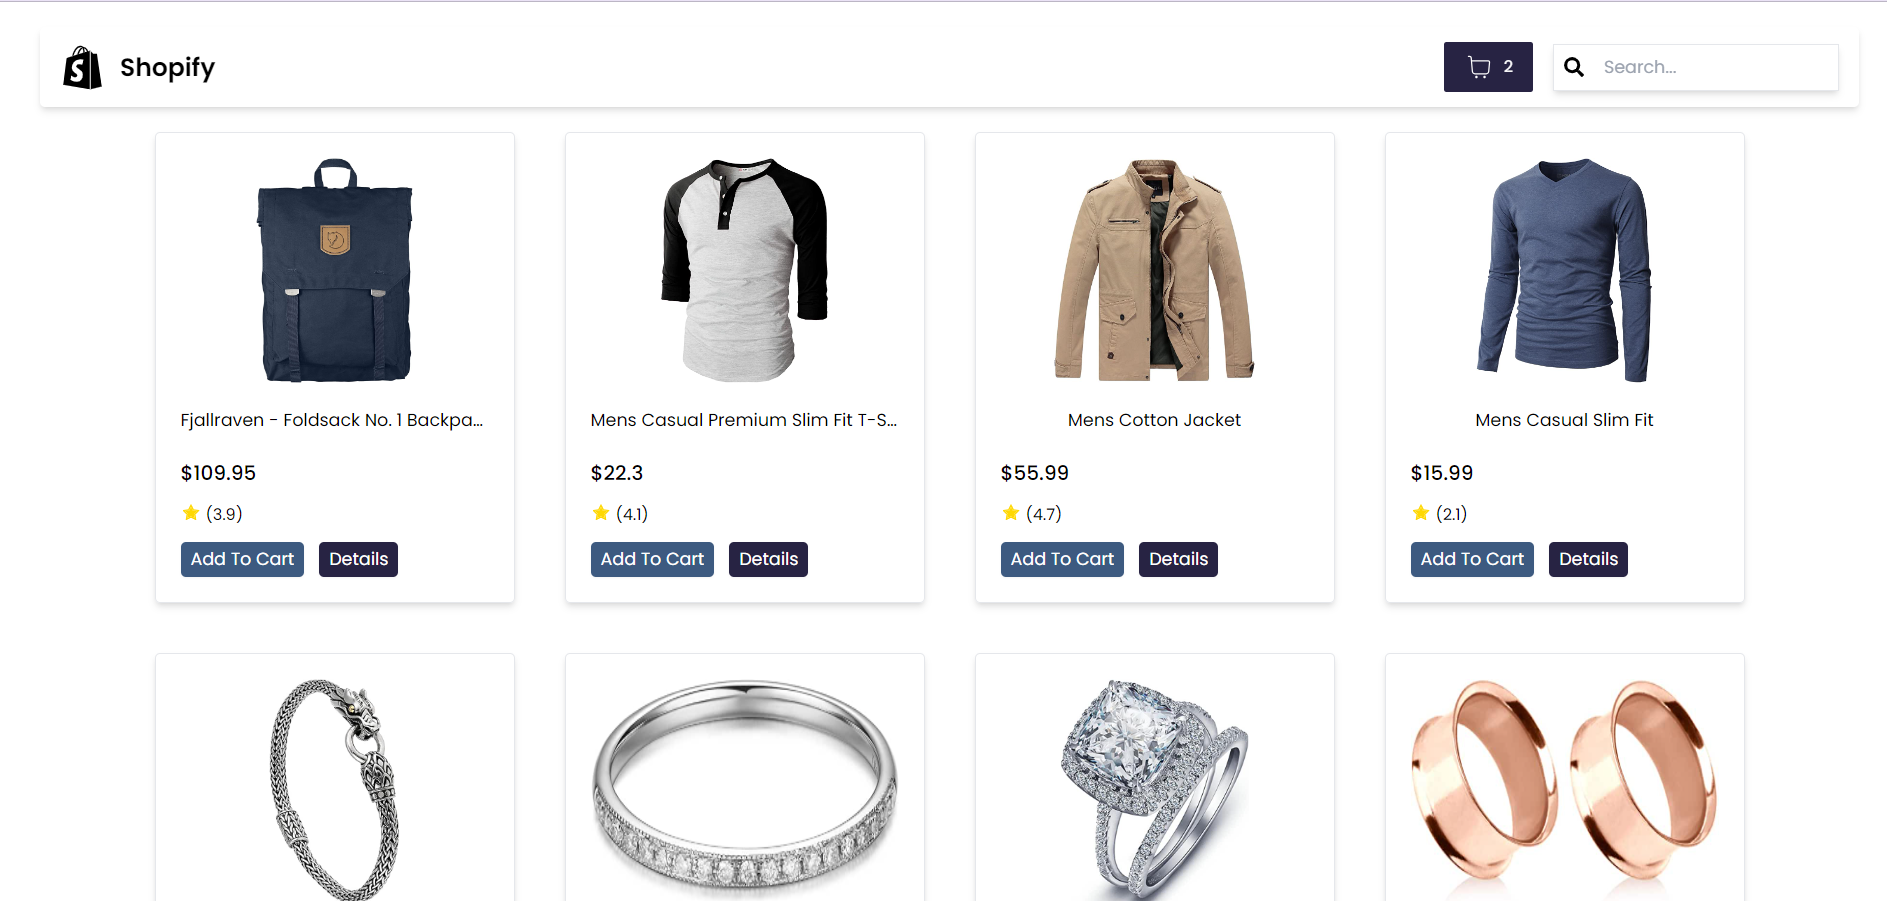 Shopify
2
Search...
Fjallraven - Foldsack No. 1 Backpa...
Mens Casual Premium Slim Fit T-S...
Mens Cotton Jacket
Mens Casual Slim Fit
$109.95
$22.3
$55.99
$15.99
(3.9)
(4.1)
(4.7)
(2.1)
Add To Cart Details
Add To Cart Details
Add To Cart Details
Add To Cart Details